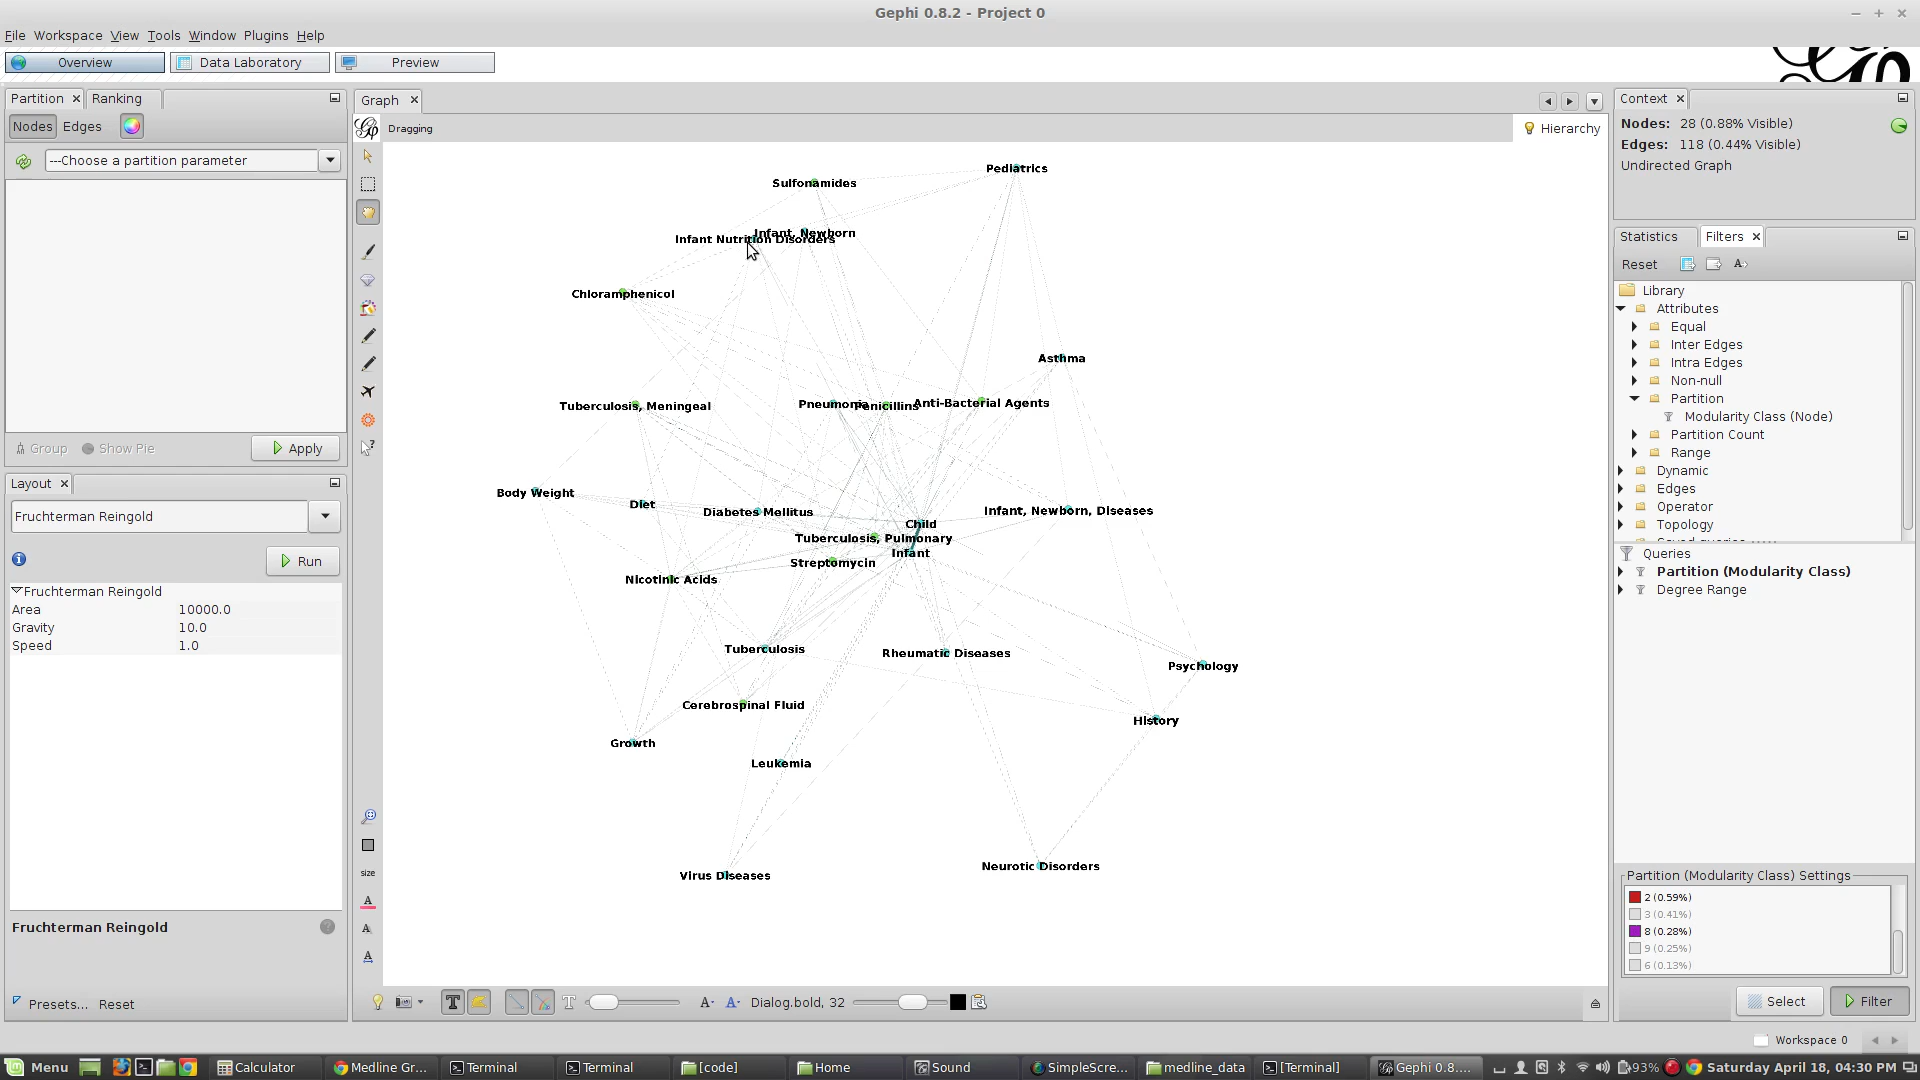 Gephi 0.8.2 - Project 0
File Workspace View Tools Window Plugins Help
Overview
Data Laboratory
Preview
Partition
Ranking
Nodes
Edges
---Choose a partition parameter
Group
Show Pie
Apply
Layout
Fruchterman Reingold
Run
Fruchterman Reingold
Area 10000.0
Gravity 10.0
Speed 1.0
Fruchterman Reingold
Presets... Reset
Graph
Dragging
Hierarchy
size
Pediatrics
Sulfonamides
Infant, Newborn
Infant Nutrition Disorders
Chloramphenicol
Asthma
Tuberculosis, Meningeal
Pneumonia
Penicillins
Anti-Bacterial Agents
Body Weight
Diet
Diabetes Mellitus
Infant, Newborn, Diseases
Child
Tuberculosis, Pulmonary
Infant
Streptomycin
Nicotinic Acids
Tuberculosis
Rheumatic Diseases
Psychology
Cerebrospinal Fluid
History
Growth
Leukemia
Virus Diseases
Neurotic Disorders
Dialog.bold, 32
Context
Nodes: 28 (0.88% Visible)
Edges: 118 (0.44% Visible)
Undirected Graph
Statistics
Filters
Reset
Library
Attributes
Equal
Inter Edges
Intra Edges
Non-null
Partition
Modularity Class (Node)
Partition Count
Range
Dynamic
Edges
Operator
Topology
Queries
Partition (Modularity Class)
Degree Range
Partition (Modularity Class) Settings
2 (0.59%)
3 (0.41%)
8 (0.28%)
9 (0.25%)
6 (0.13%)
Select
Filter
Workspace 0
Menu
Calculator
Medline Gr...
Terminal
Terminal
[code]
Home
Sound
SimpleScre...
medline_data
[Terminal]
Gephi 0.8....
93%
Saturday April 18, 04:30 PM